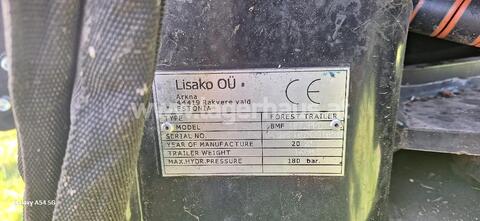 Lisako OÜ
CE
Arkna
44419 Rakvere vald
ESTONIA
TYPE FOREST TRAILER
MODEL BMF
SERIAL NO.
YEAR OF MANUFACTURE 20
TRAILER WEIGHT
MAX.HYDR.PRESSURE 180 bar.
Galaxy A54 5G